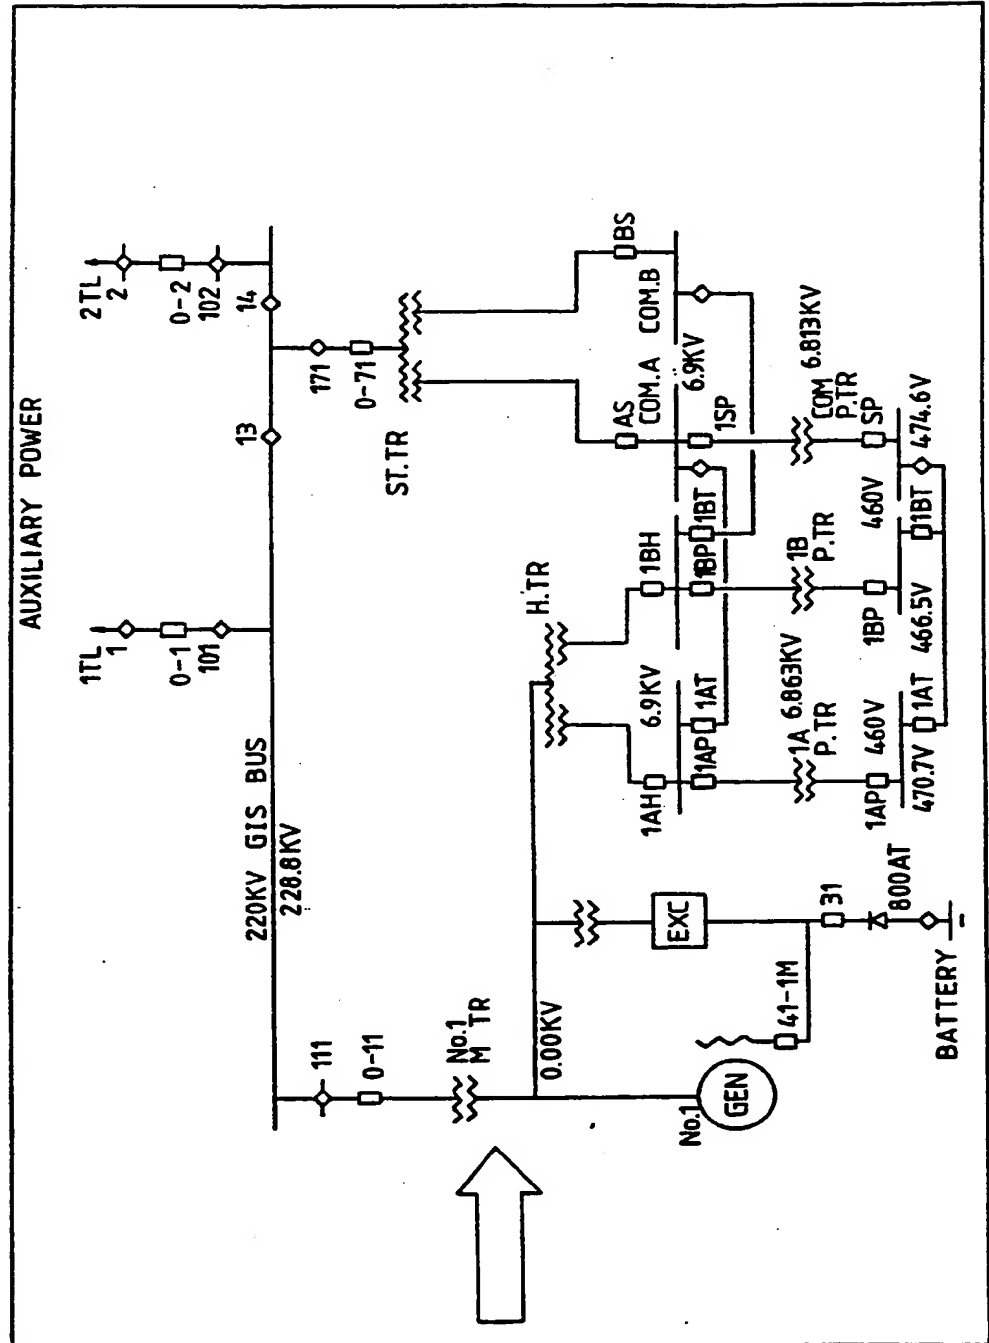 AUXILIARY POWER
1TL
1
0-1
101
2TL
2
0-2
102
220KV GIS BUS
228.8KV
13
14
111
0-11
171
0-71
No.1
M TR
ST.TR
0.00KV
H.TR
No.1
GEN
41-1M
EXC
31
800AT
BATTERY
1AH
1BH
AS
BS
COM.A
COM.B
6.9KV
6.9KV
1AP
1AT
1BP
1BT
1SP
1A 6.863KV
P.TR
1B
P.TR
COM 6.813KV
P.TR
1AP
460V
1BP
460V
SP
470.7V
1AT
466.5V
1BT
474.6V